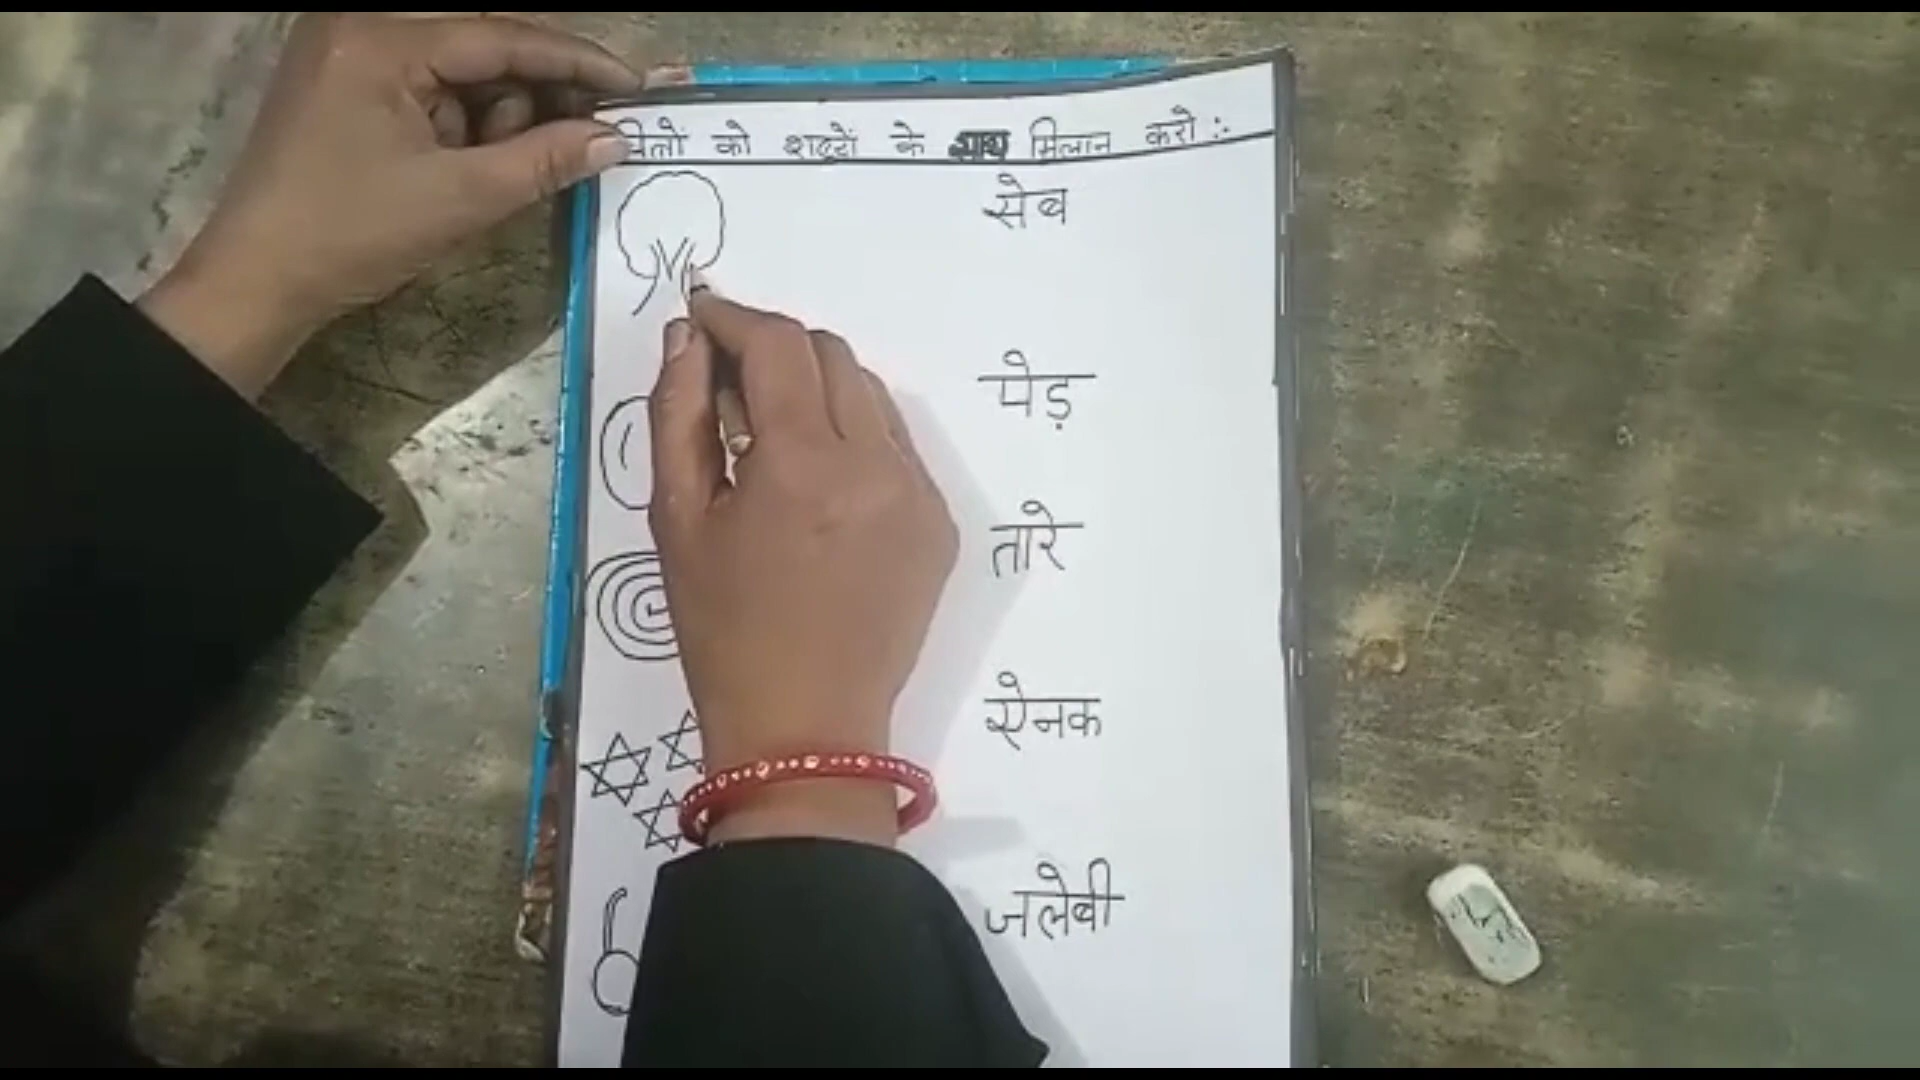 चित्रों को शब्दों के साथ मिलान करो :-
सेब
पेड़
तारे
ऐनक
जलेबी